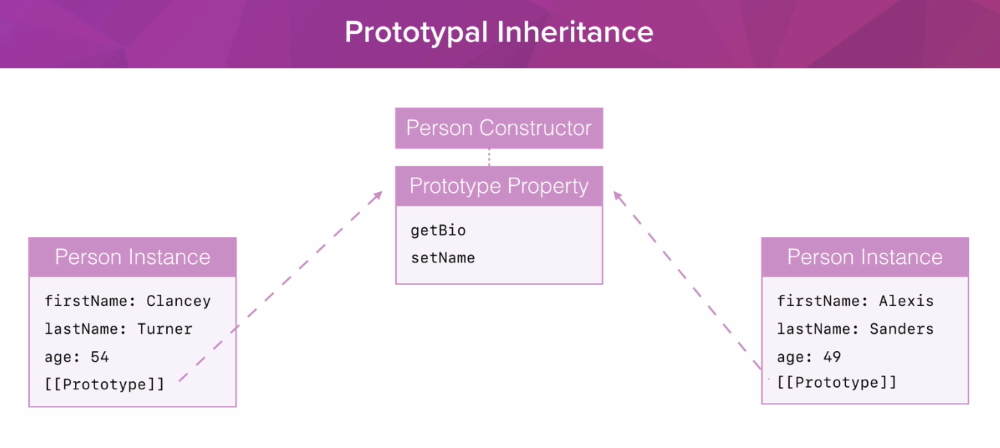 Prototypal Inheritance
Person Constructor
Prototype Property
getBio
setName
Person Instance
firstName: Clancey
lastName: Turner
age: 54
[[Prototype]]
Person Instance
firstName: Alexis
lastName: Sanders
age: 49
[[Prototype]]